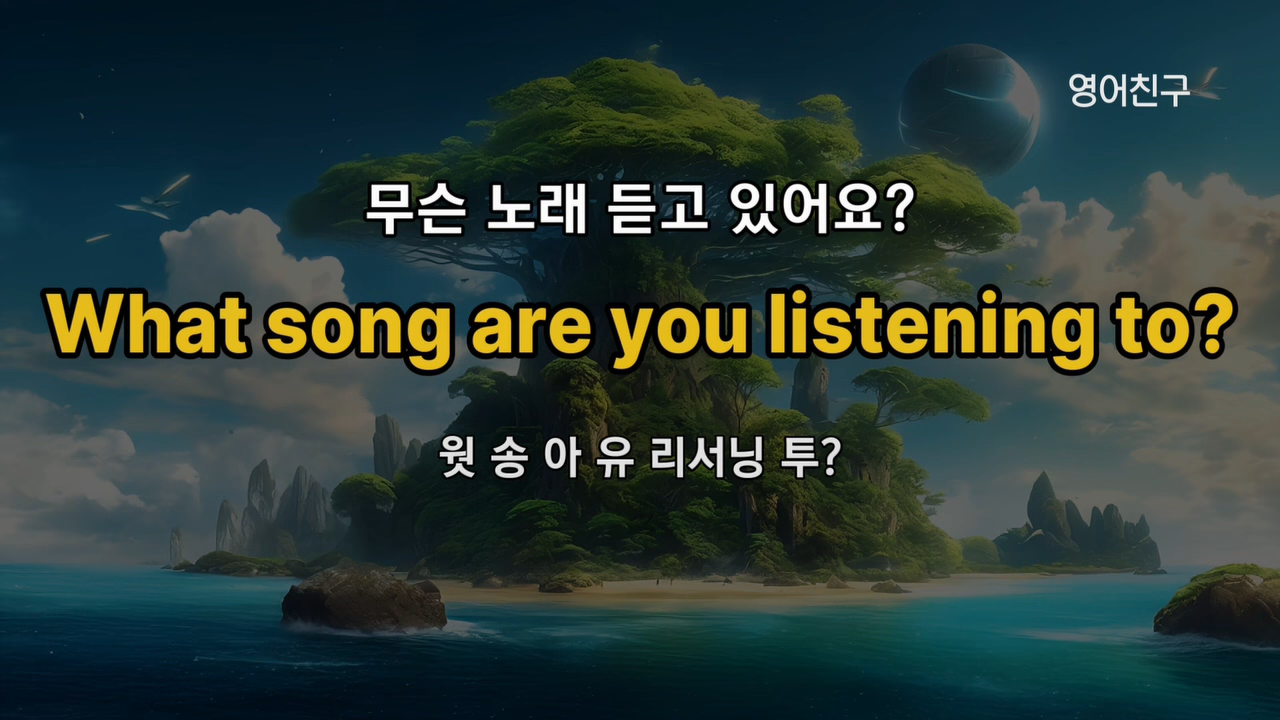 영어친구
무슨 노래 듣고 있어요?
What song are you listening to?
윗 송 아 유 리서닝 투?